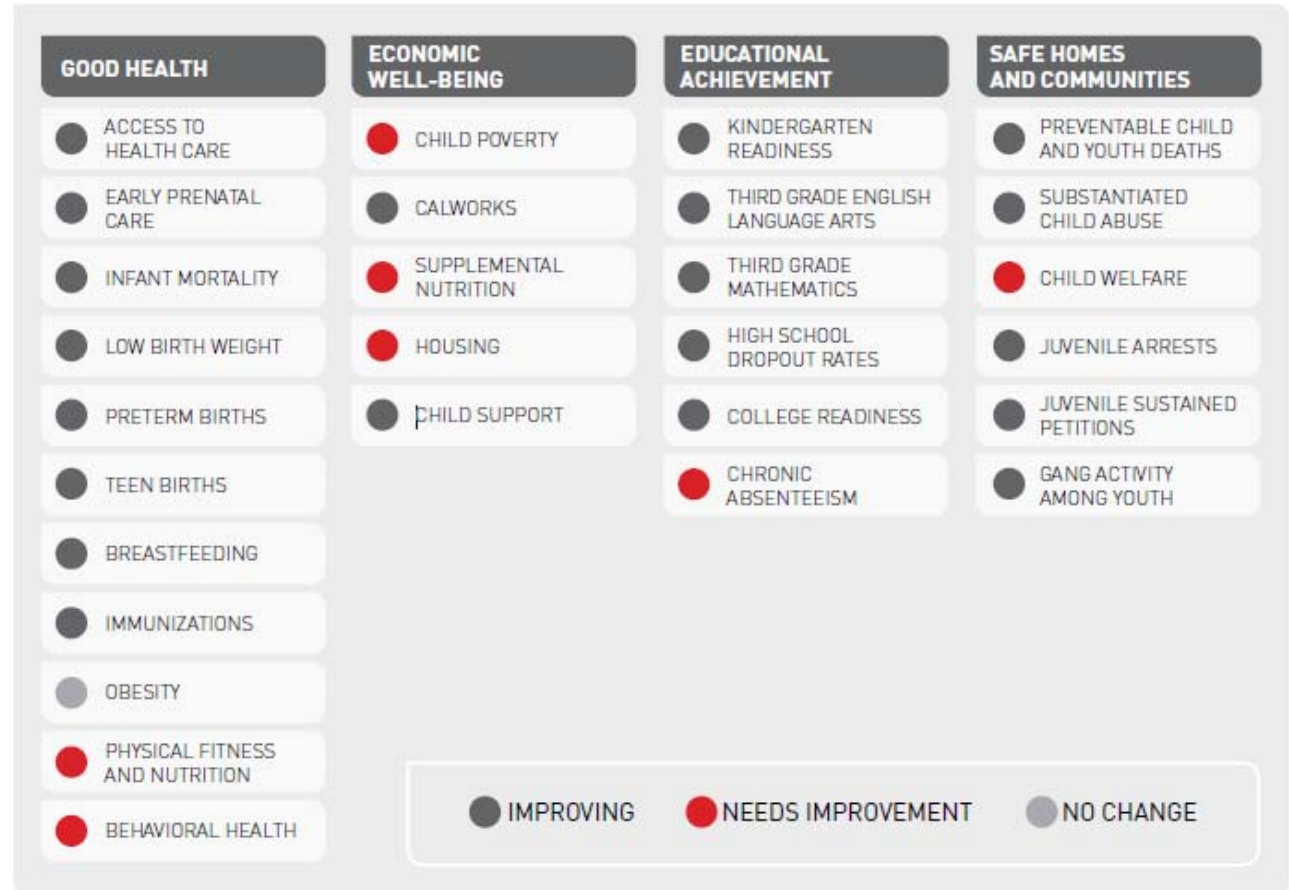 GOOD HEALTH
ACCESS TO
HEALTH CARE
EARLY PRENATAL
CARE
INFANT MORTALITY
LOW BIRTH WEIGHT
PRETERM BIRTHS
TEEN BIRTHS
BREASTFEEDING
IMMUNIZATIONS
OBESITY
PHYSICAL FITNESS
AND NUTRITION
BEHAVIORAL HEALTH
ECONOMIC
WELL-BEING
CHILD POVERTY
CALWORKS
SUPPLEMENTAL
NUTRITION
HOUSING
CHILD SUPPORT
EDUCATIONAL
ACHIEVEMENT
KINDERGARTEN
READINESS
THIRD GRADE ENGLISH
LANGUAGE ARTS
THIRD GRADE
MATHEMATICS
HIGH SCHOOL
DROPOUT RATES
COLLEGE READINESS
CHRONIC
ABSENTEEISM
SAFE HOMES
AND COMMUNITIES
PREVENTABLE CHILD
AND YOUTH DEATHS
SUBSTANTIATED
CHILD ABUSE
CHILD WELFARE
JUVENILE ARRESTS
JUVENILE SUSTAINED
PETITIONS
GANG ACTIVITY
AMONG YOUTH
IMPROVING
NEEDS IMPROVEMENT
NO CHANGE